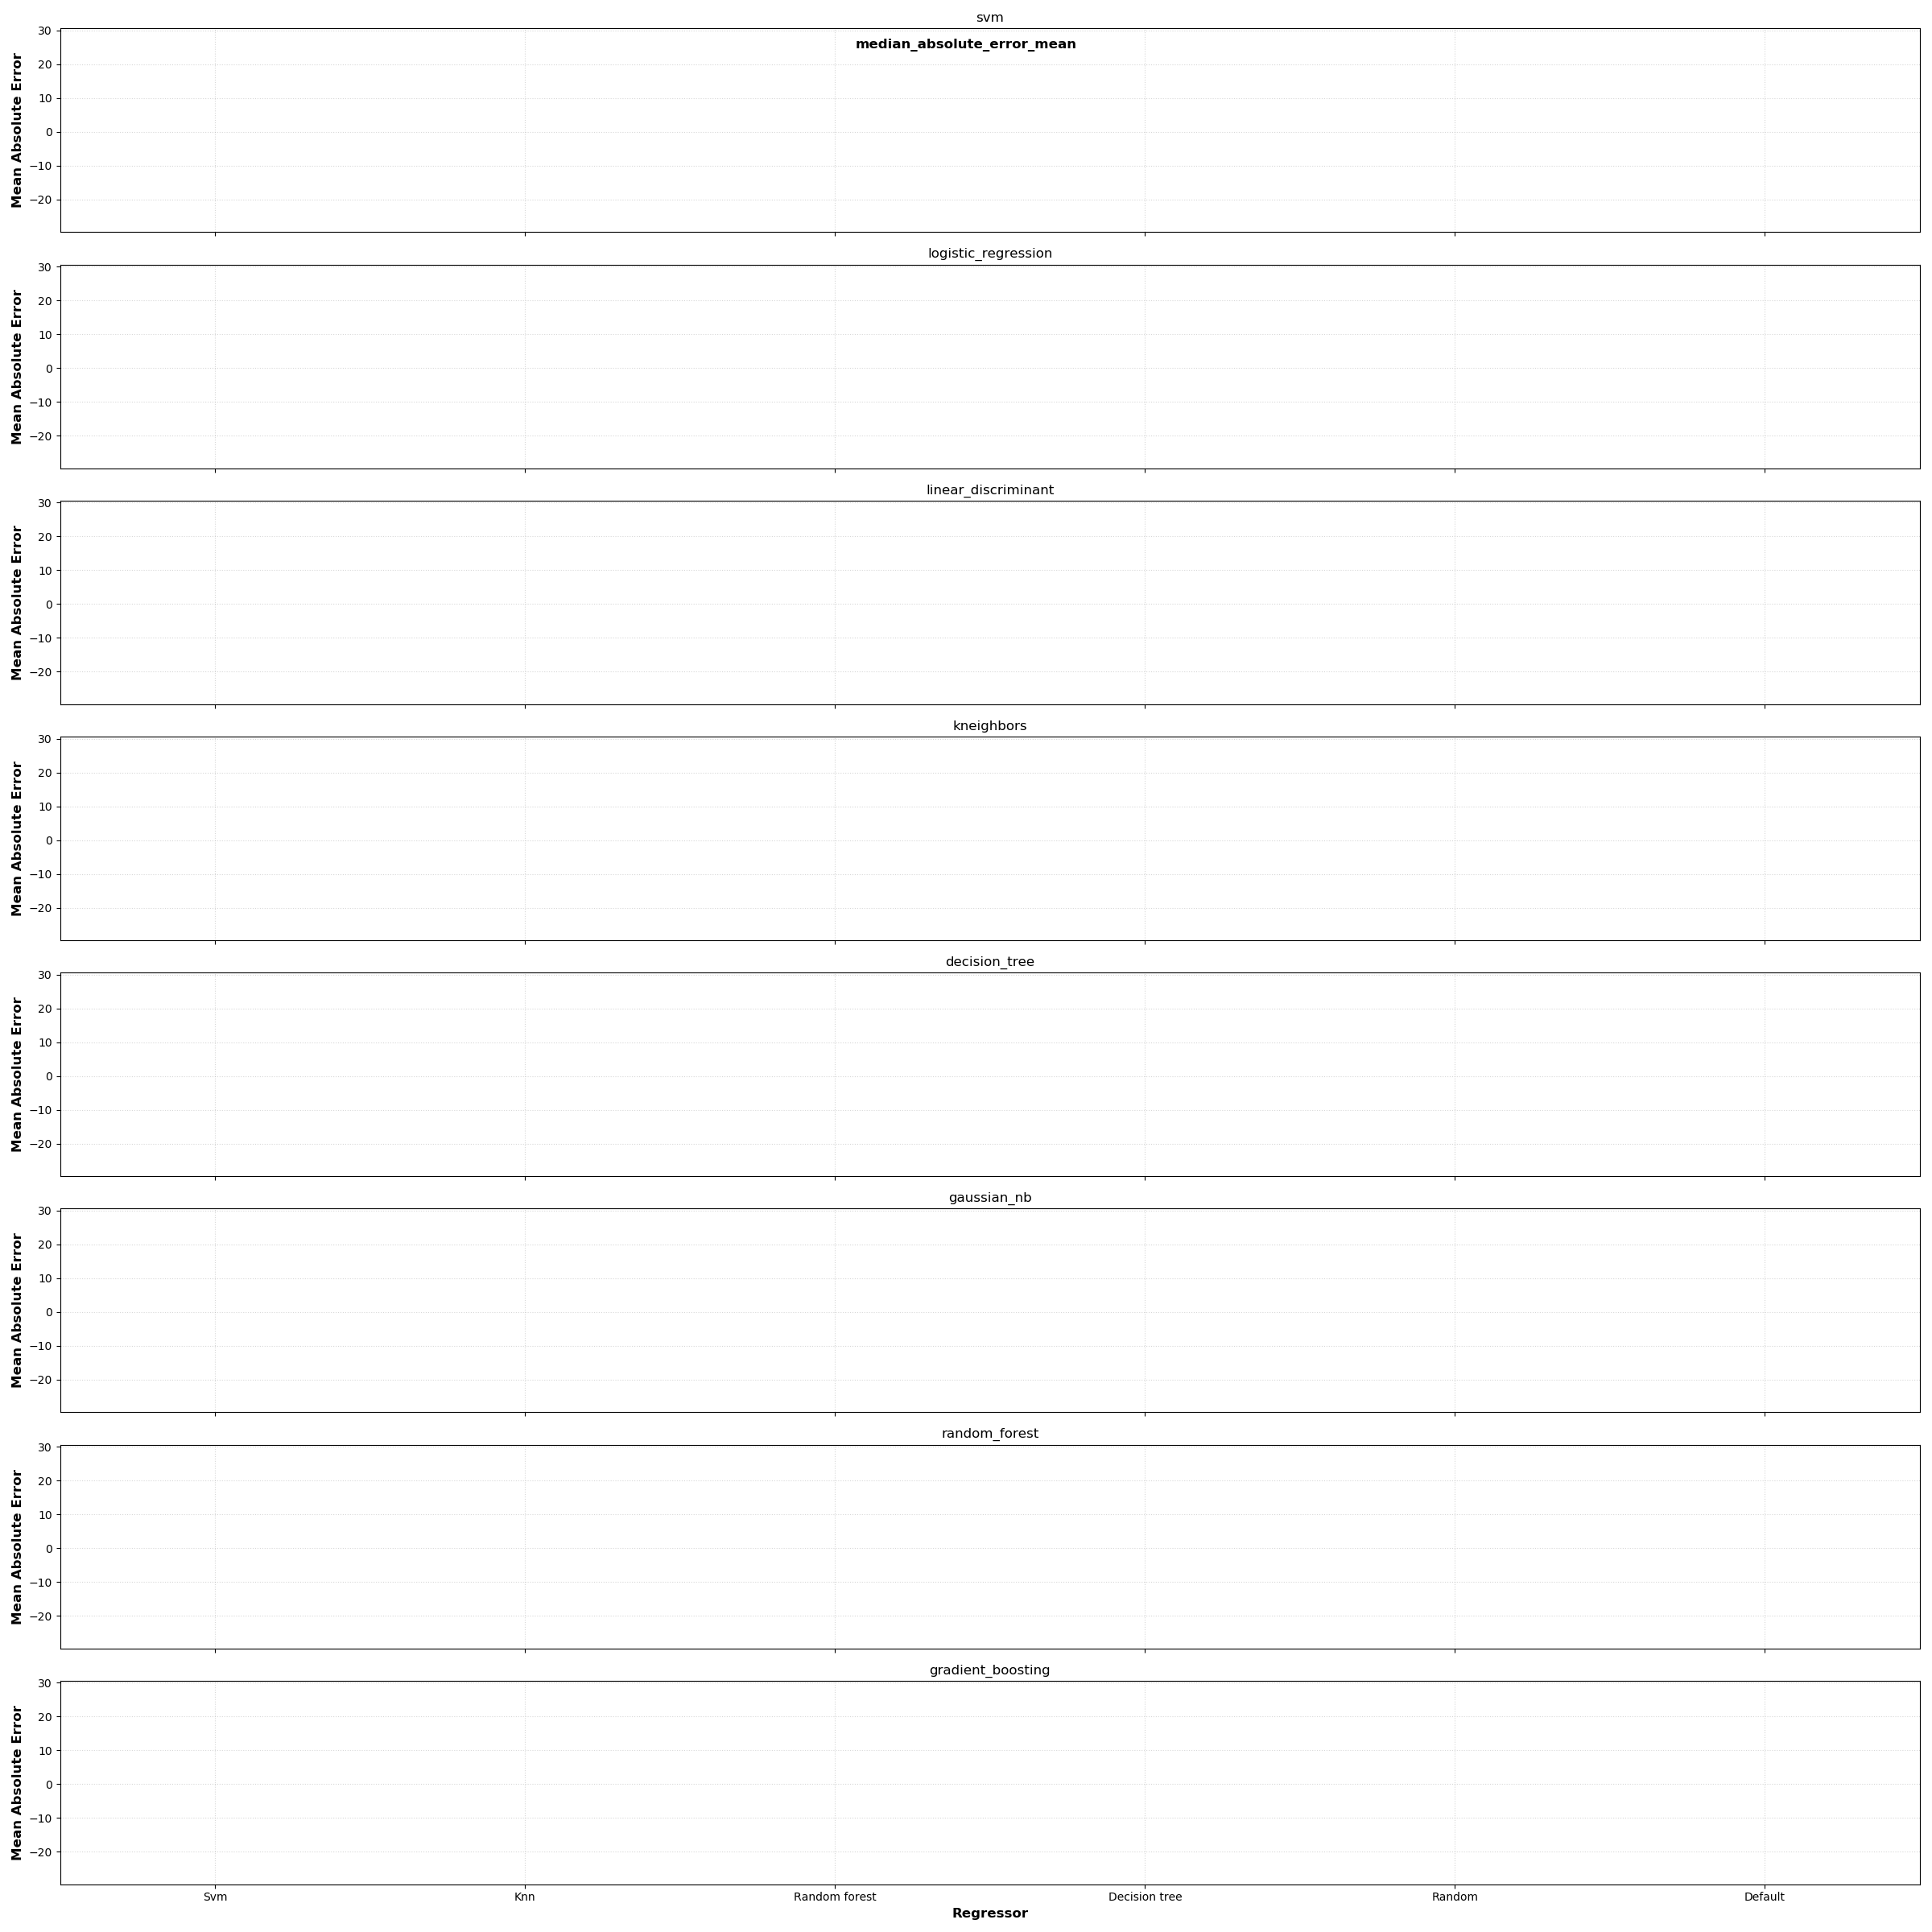 svm
median_absolute_error_mean
Mean Absolute Error
30
20
10
0
−10
−20
logistic_regression
Mean Absolute Error
30
20
10
0
−10
−20
linear_discriminant
Mean Absolute Error
30
20
10
0
−10
−20
kneighbors
Mean Absolute Error
30
20
10
0
−10
−20
decision_tree
Mean Absolute Error
30
20
10
0
−10
−20
gaussian_nb
Mean Absolute Error
30
20
10
0
−10
−20
random_forest
Mean Absolute Error
30
20
10
0
−10
−20
gradient_boosting
Mean Absolute Error
30
20
10
0
−10
−20
Svm Knn Random forest Decision tree Random Default
Regressor